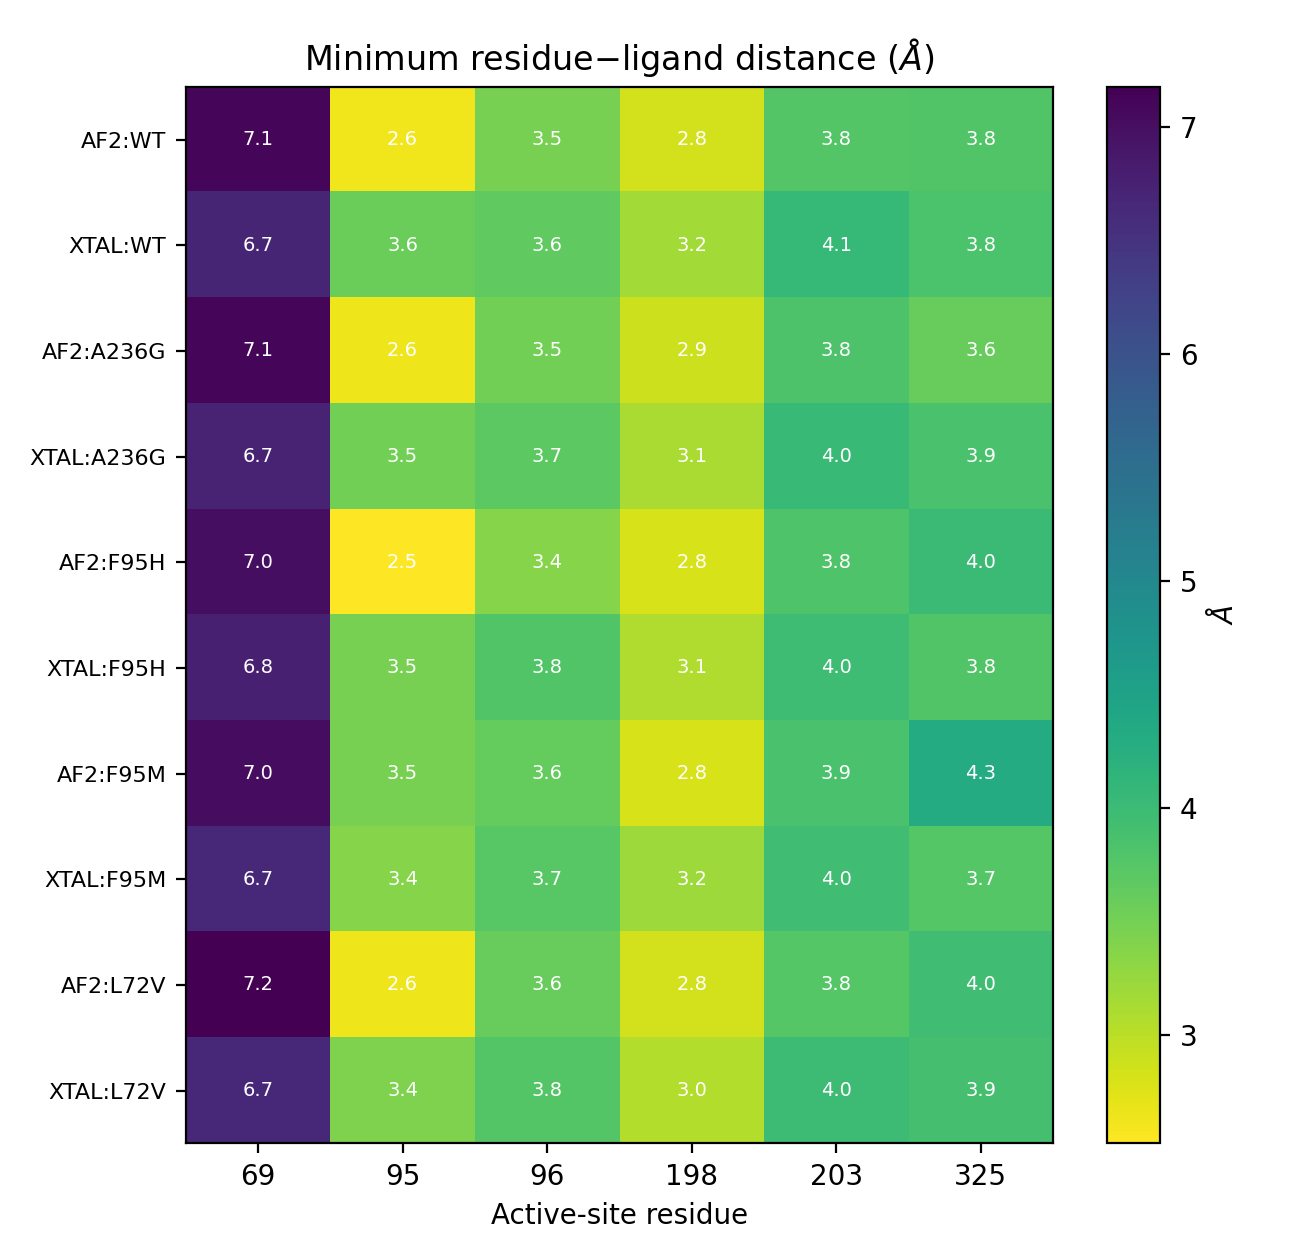 Minimum residue−ligand distance (Å)
AF2:WT 7.1 2.6 3.5 2.8 3.8 3.8
XTAL:WT 6.7 3.6 3.6 3.2 4.1 3.8
AF2:A236G 7.1 2.6 3.5 2.9 3.8 3.6
XTAL:A236G 6.7 3.5 3.7 3.1 4.0 3.9
AF2:F95H 7.0 2.5 3.4 2.8 3.8 4.0
XTAL:F95H 6.8 3.5 3.8 3.1 4.0 3.8
AF2:F95M 7.0 3.5 3.6 2.8 3.9 4.3
XTAL:F95M 6.7 3.4 3.7 3.2 4.0 3.7
AF2:L72V 7.2 2.6 3.6 2.8 3.8 4.0
XTAL:L72V 6.7 3.4 3.8 3.0 4.0 3.9
69 95 96 198 203 325
Active-site residue
7
6
5
4
3
Å